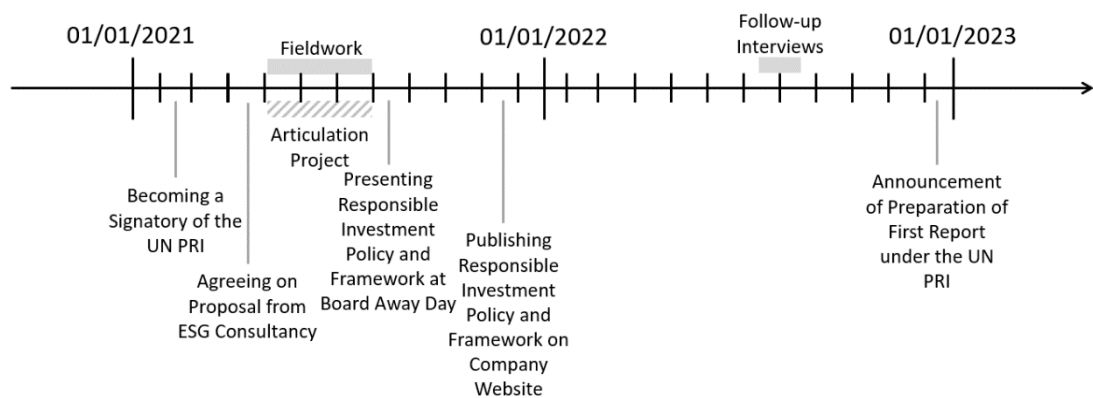 01/01/2021
Fieldwork
01/01/2022
Follow-up
Interviews
01/01/2023
Articulation
Project
Becoming a
Signatory of the
UN PRI
Agreeing on
Proposal from
ESG Consultancy
Presenting
Responsible
Investment
Policy and
Framework at
Board Away Day
Publishing
Responsible
Investment
Policy and
Framework on
Company
Website
Announcement
of Preparation of
First Report
under the UN
PRI